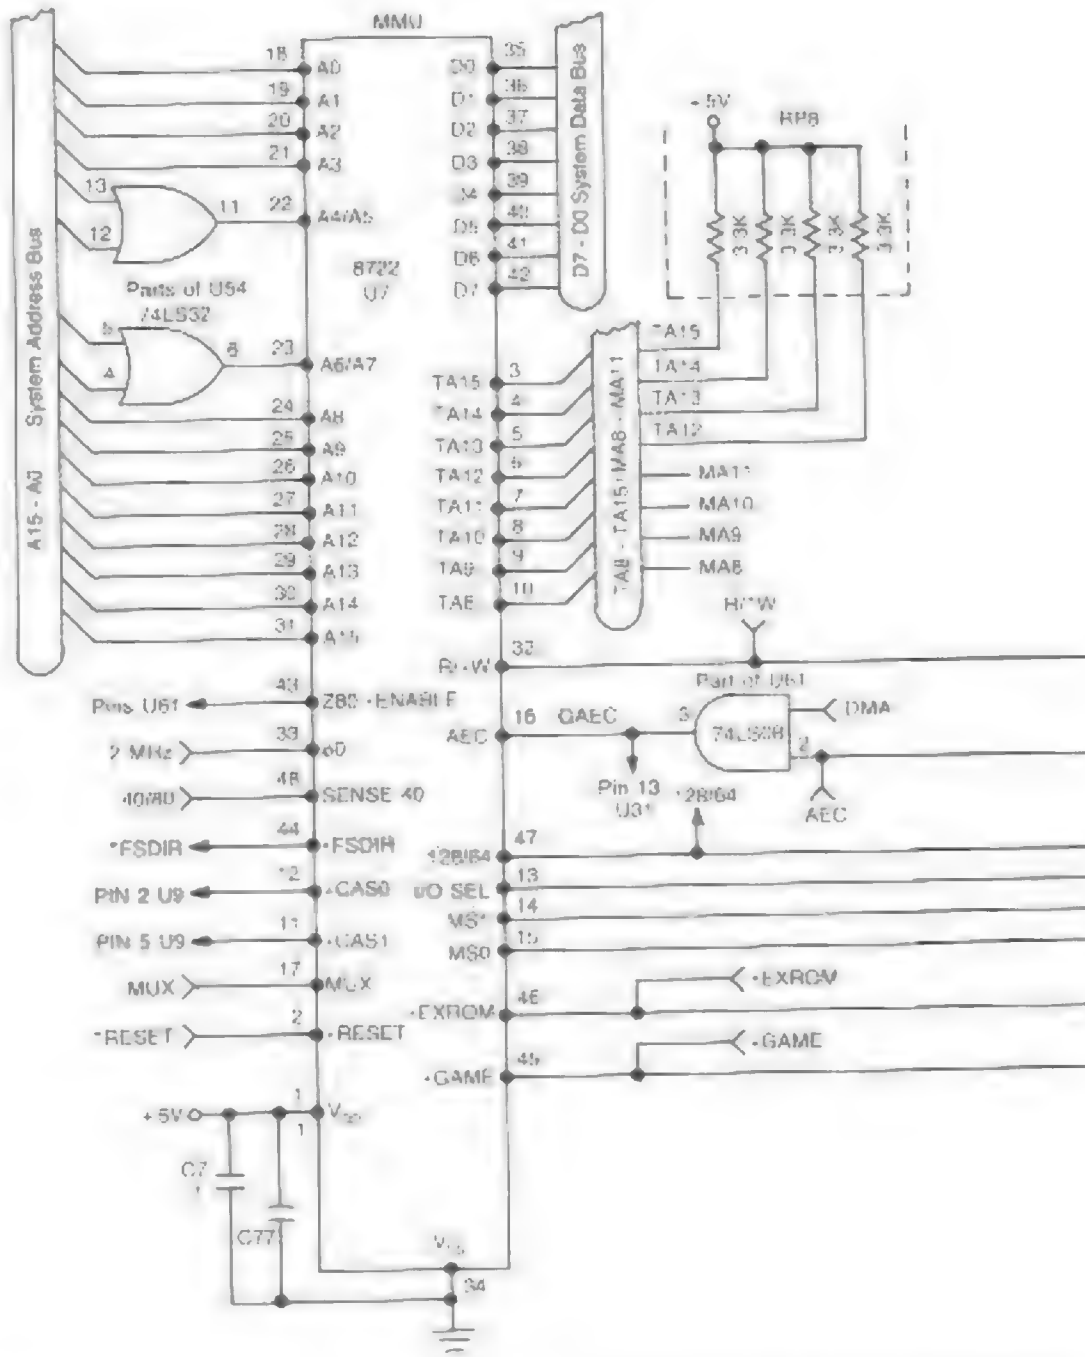 MMU
A15 - A0 System Address Bus
18 A0
19 A1
20 A2
21 A3
13
12
11
22 A4/A5
Parts of U54
74LS32
5
4
6
23 A6/A7
24 A8
25 A9
26 A10
27 A11
28 A12
29 A13
30 A14
31 A15
8722
U7
Pins U61 43 Z80 -ENABLE
2 MHz 33 ø0
40/80 48 SENSE 40
*FSDIR 44 -FSDIR
PIN 2 U9 12 -CAS0
PIN 5 U9 11 -CAS1
MUX 17 MUX
*RESET 2 -RESET
+5V 1
1
C7
C77
34
D0 35
D1 36
D2 37
D3 38
39
D5 40
D6 41
D7 42
D7 - D0 System Data Bus
TA15 3
TA14 4
TA13 5
TA12 6
TA11 7
TA10 8
TA9 9
10
TA8 - TA15 MA8 - MA11
+5V
RP8
3.3K
3.3K
3.3K
3.3K
TA15
TA14
TA13
TA12
MA11
MA10
MA9
MA8
32
Part of U61
AEC 16 GAEC
3
74LS08
2
DMA
AEC
Pin 13
U31
128/64
128/64 47
I/O SEL 13
14
MS0 15
-EXROM 46
-EXROM
-GAME 45
-GAME